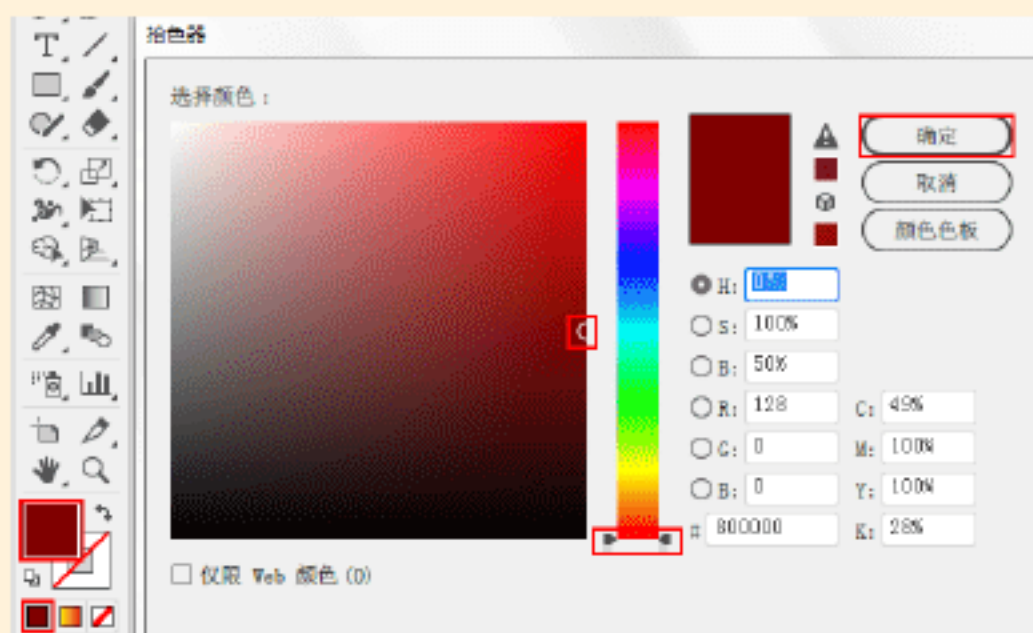 拾色器
选择颜色：
确定
取消
颜色色板
H:
S: 100%
B: 50%
R: 128 C: 49%
G: 0 M: 100%
B: 0 Y: 100%
# 800000 K: 28%
仅限 Web 颜色 (O)